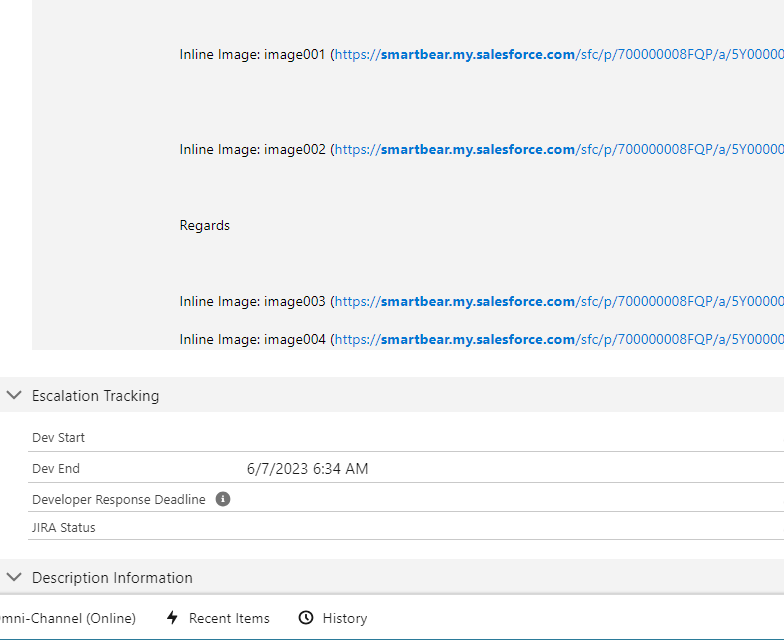 Inline Image: image001 (https://smartbear.my.salesforce.com/sfc/p/700000008FQP/a/5Y00000
Inline Image: image002 (https://smartbear.my.salesforce.com/sfc/p/700000008FQP/a/5Y00000
Regards
Inline Image: image003 (https://smartbear.my.salesforce.com/sfc/p/700000008FQP/a/5Y00000
Inline Image: image004 (https://smartbear.my.salesforce.com/sfc/p/700000008FQP/a/5Y00000
Escalation Tracking
Dev Start
Dev End 6/7/2023 6:34 AM
Developer Response Deadline
JIRA Status
Description Information
mni-Channel (Online) Recent Items History